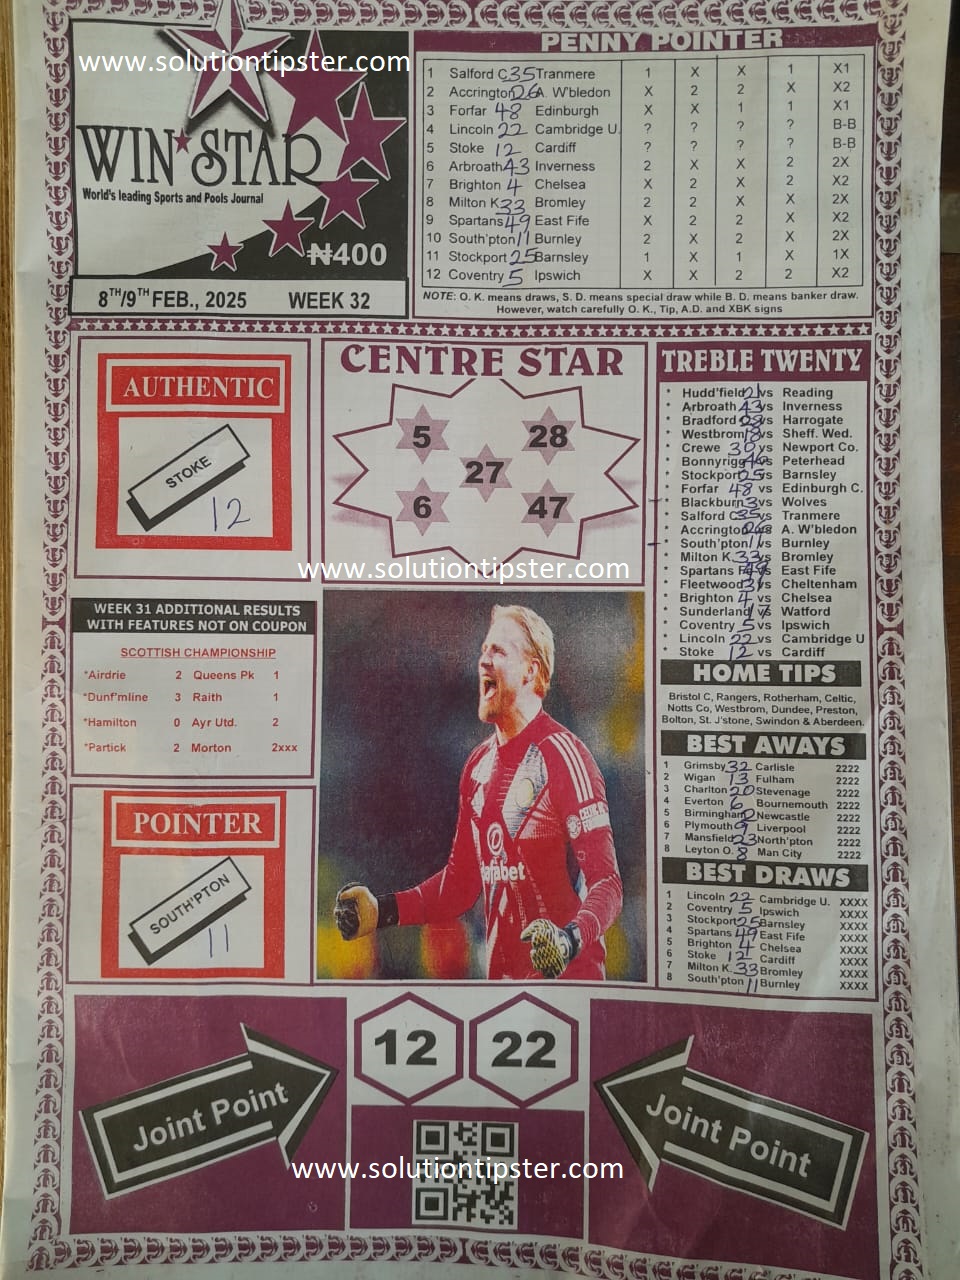 www.solutiontipster.com
WIN STAR
World's leading Sports and Pools Journal
₦400
8TH/9TH FEB., 2025 WEEK 32
PENNY POINTER
1 Salford C 35 Tranmere 1 X X 1 X1
2 Accrington 26 A. W'bledon X 2 2 X X2
3 Forfar 48 Edinburgh X X 1 1 X1
4 Lincoln 22 Cambridge U. ? ? ? ? B-B
5 Stoke 12 Cardiff ? ? ? ? B-B
6 Arbroath 43 Inverness 2 X X 2 2X
7 Brighton 4 Chelsea X 2 X 2 X2
8 Milton K 33 Bromley 2 2 X X 2X
9 Spartans 49 East Fife X 2 2 X X2
10 South'pton 11 Burnley 2 X 2 X 2X
11 Stockport 25 Barnsley 1 X 1 X 1X
12 Coventry 5 Ipswich X X 2 2 X2
NOTE: O. K. means draws, S. D. means special draw while B. D. means banker draw.
However, watch carefully O. K., Tip, A.D. and XBK signs
AUTHENTIC
STOKE
12
CENTRE STAR
5 28
27
6 47
www.solutiontipster.com
TREBLE TWENTY
* Hudd'field 21 vs Reading
* Arbroath 43 vs Inverness
* Bradford 28 vs Harrogate
* Westbrom 18 vs Sheff. Wed.
* Crewe 30 vs Newport Co.
* Bonnyrigg 46 vs Peterhead
* Stockport 25 vs Barnsley
* Forfar 48 vs Edinburgh C.
* Blackburn 3 vs Wolves
* Salford C 35 vs Tranmere
* Accrington 26 vs A. W'bledon
* South'pton 11 vs Burnley
* Milton K. 33 vs Bromley
* Spartans 49 vs East Fife
* Fleetwood 31 vs Cheltenham
* Brighton 4 vs Chelsea
* Sunderland 17 vs Watford
* Coventry 5 vs Ipswich
* Lincoln 22 vs Cambridge U
* Stoke 12 vs Cardiff
WEEK 31 ADDITIONAL RESULTS
WITH FEATURES NOT ON COUPON
SCOTTISH CHAMPIONSHIP
*Airdrie 2 Queens Pk 1
*Dunf'mline 3 Raith 1
*Hamilton 0 Ayr Utd. 2
*Partick 2 Morton 2xxx
POINTER
SOUTH'PTON
11
dafabet
HOME TIPS
Bristol C, Rangers, Rotherham, Celtic,
Notts Co, Westbrom, Dundee, Preston,
Bolton, St. J'stone, Swindon & Aberdeen.
BEST AWAYS
1 Grimsby 32 Carlisle 2222
2 Wigan 13 Fulham 2222
3 Charlton 20 Stevenage 2222
4 Everton 6 Bournemouth 2222
5 Birmingham 2 Newcastle 2222
6 Plymouth 9 Liverpool 2222
7 Mansfield 23 North'pton 2222
8 Leyton O. 8 Man City 2222
BEST DRAWS
1 Lincoln 22 Cambridge U. XXXX
2 Coventry 5 Ipswich XXXX
3 Stockport 25 Barnsley XXXX
4 Spartans 49 East Fife XXXX
5 Brighton 4 Chelsea XXXX
6 Stoke 12 Cardiff XXXX
7 Milton K. 33 Bromley XXXX
8 South'pton 11 Burnley XXXX
Joint Point
12 22
Joint Point
www.solutiontipster.com